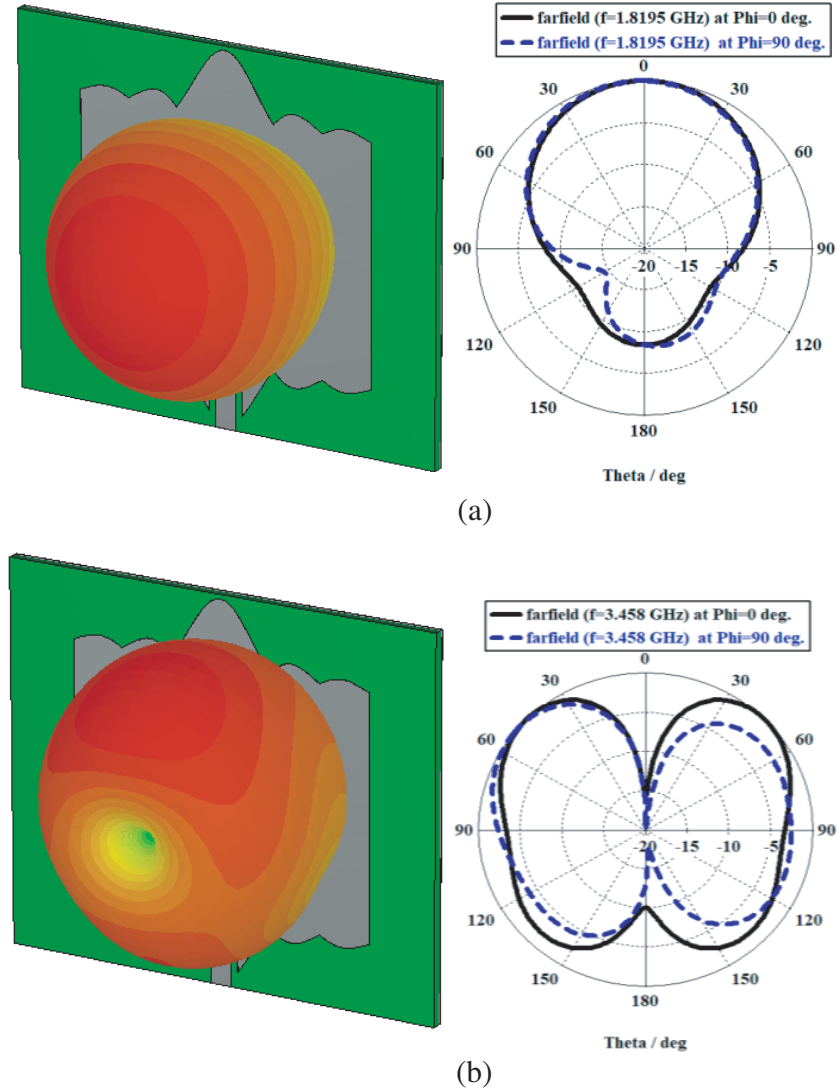 farfield (f=1.8195 GHz) at Phi=0 deg.
farfield (f=1.8195 GHz) at Phi=90 deg.
0
30 30
60 60
90 -20 -15 -10 -5 90
120 120
150 150
180
Theta / deg
(a)
farfield (f=3.458 GHz) at Phi=0 deg.
farfield (f=3.458 GHz) at Phi=90 deg.
0
30 30
60 60
90 -20 -15 -10 -5 90
120 120
150 150
180
Theta / deg
(b)